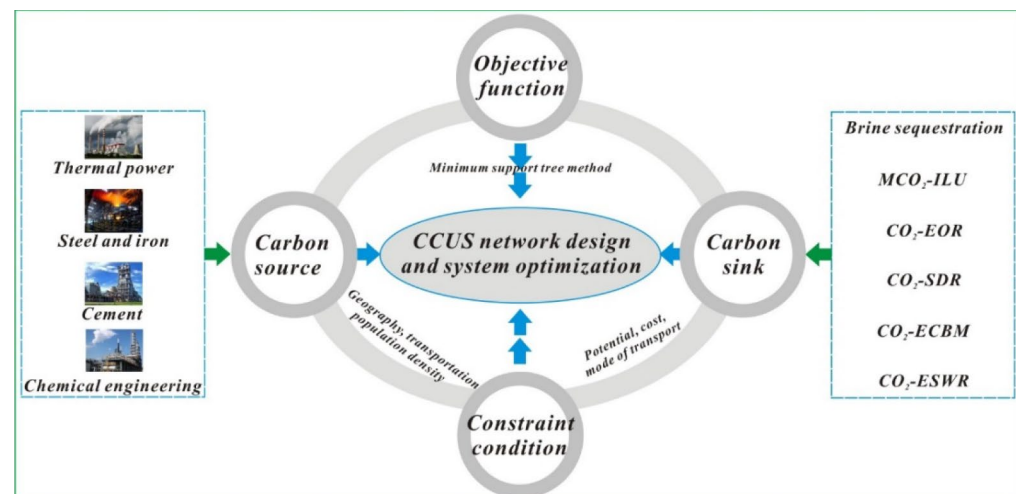 Objective
function
Minimum support tree method
Thermal power
Steel and iron
Cement
Chemical engineering
Carbon
source
CCUS network design
and system optimization
Carbon
sink
Brine sequestration
MCO₂-ILU
CO₂-EOR
CO₂-SDR
CO₂-ECBM
CO₂-ESWR
Geography, transportation
population density
Potential, cost,
mode of transport
Constraint
condition